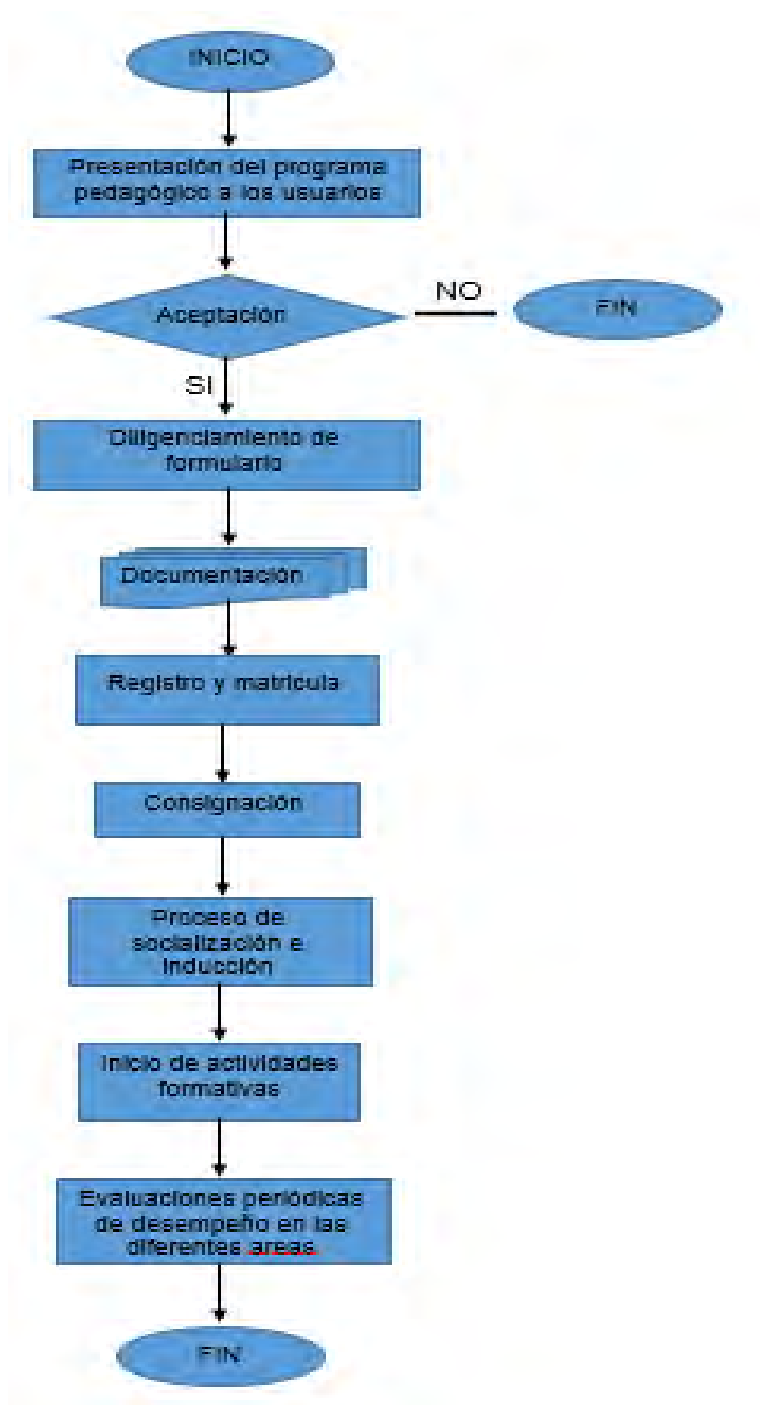 INICIO
Presentación del programa
pedagógico a los usuarios
Aceptación
NO
FIN
SI
Diligenciamiento de
formulario
Documentación
Registro y matricula
Consignación
Proceso de
socialización e
inducción
Inicio de actividades
formativas
Evaluaciones periódicas
de desempeño en las
diferentes areas
FIN